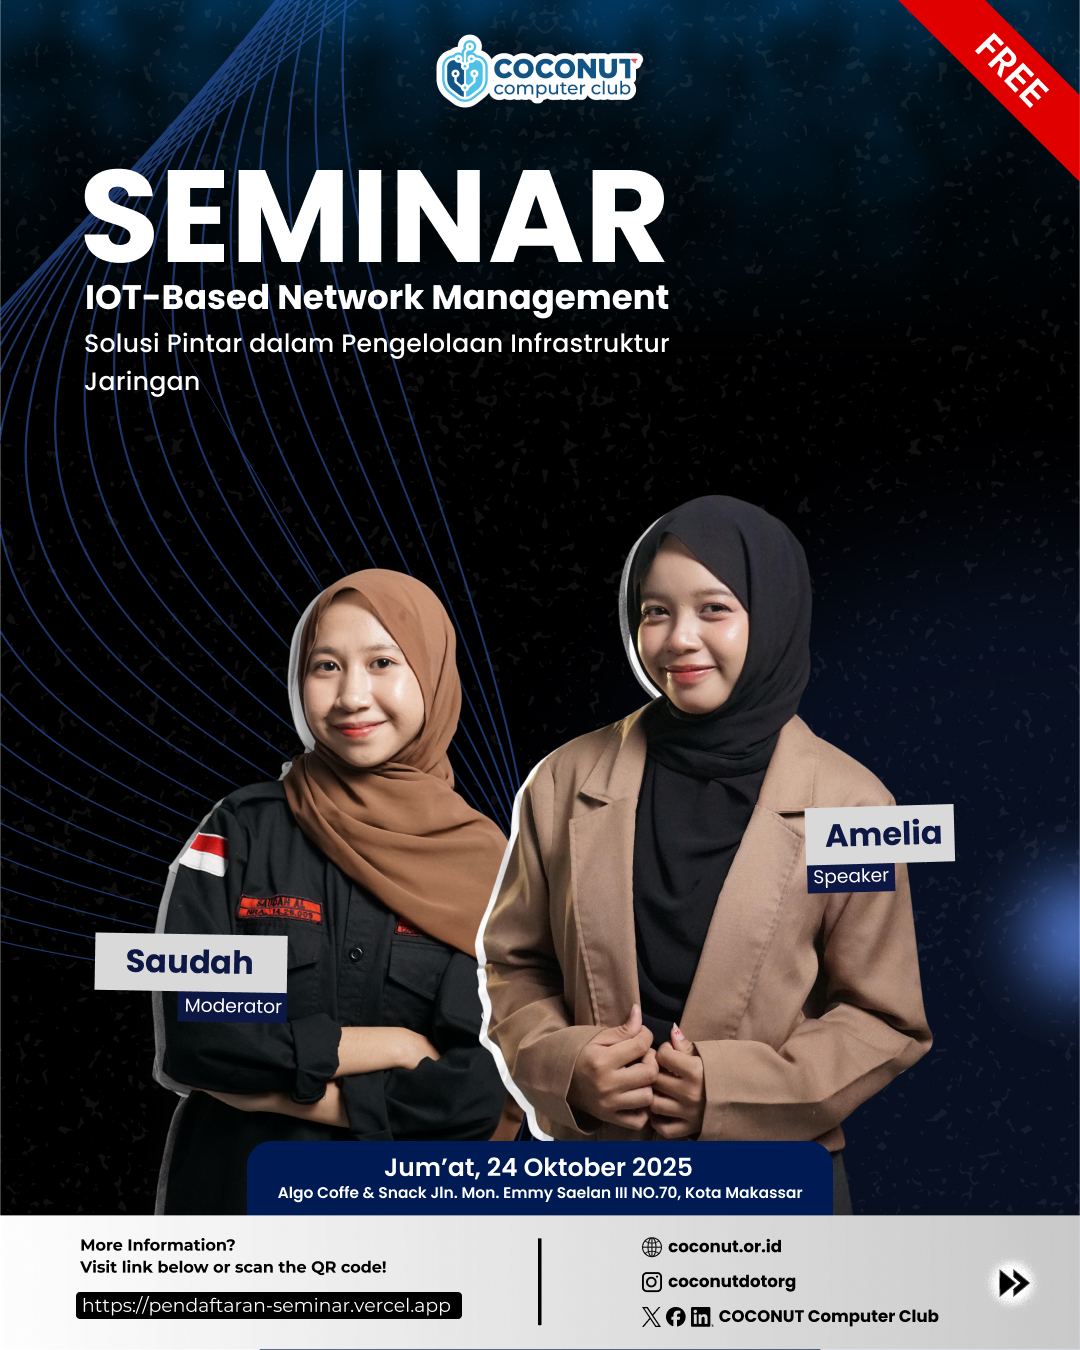 COCONUT
computer club
FREE
SEMINAR
IOT-Based Network Management
Solusi Pintar dalam Pengelolaan Infrastruktur
Jaringan
Amelia
Speaker
SAUDAH AL
Saudah
Moderator
Jum'at, 24 Oktober 2025
Algo Coffe & Snack Jln. Mon. Emmy Saelan III NO.70, Kota Makassar
More Information?
Visit link below or scan the QR code!
https://pendaftaran-seminar.vercel.app
coconut.or.id
coconutdotorg
COCONUT Computer Club